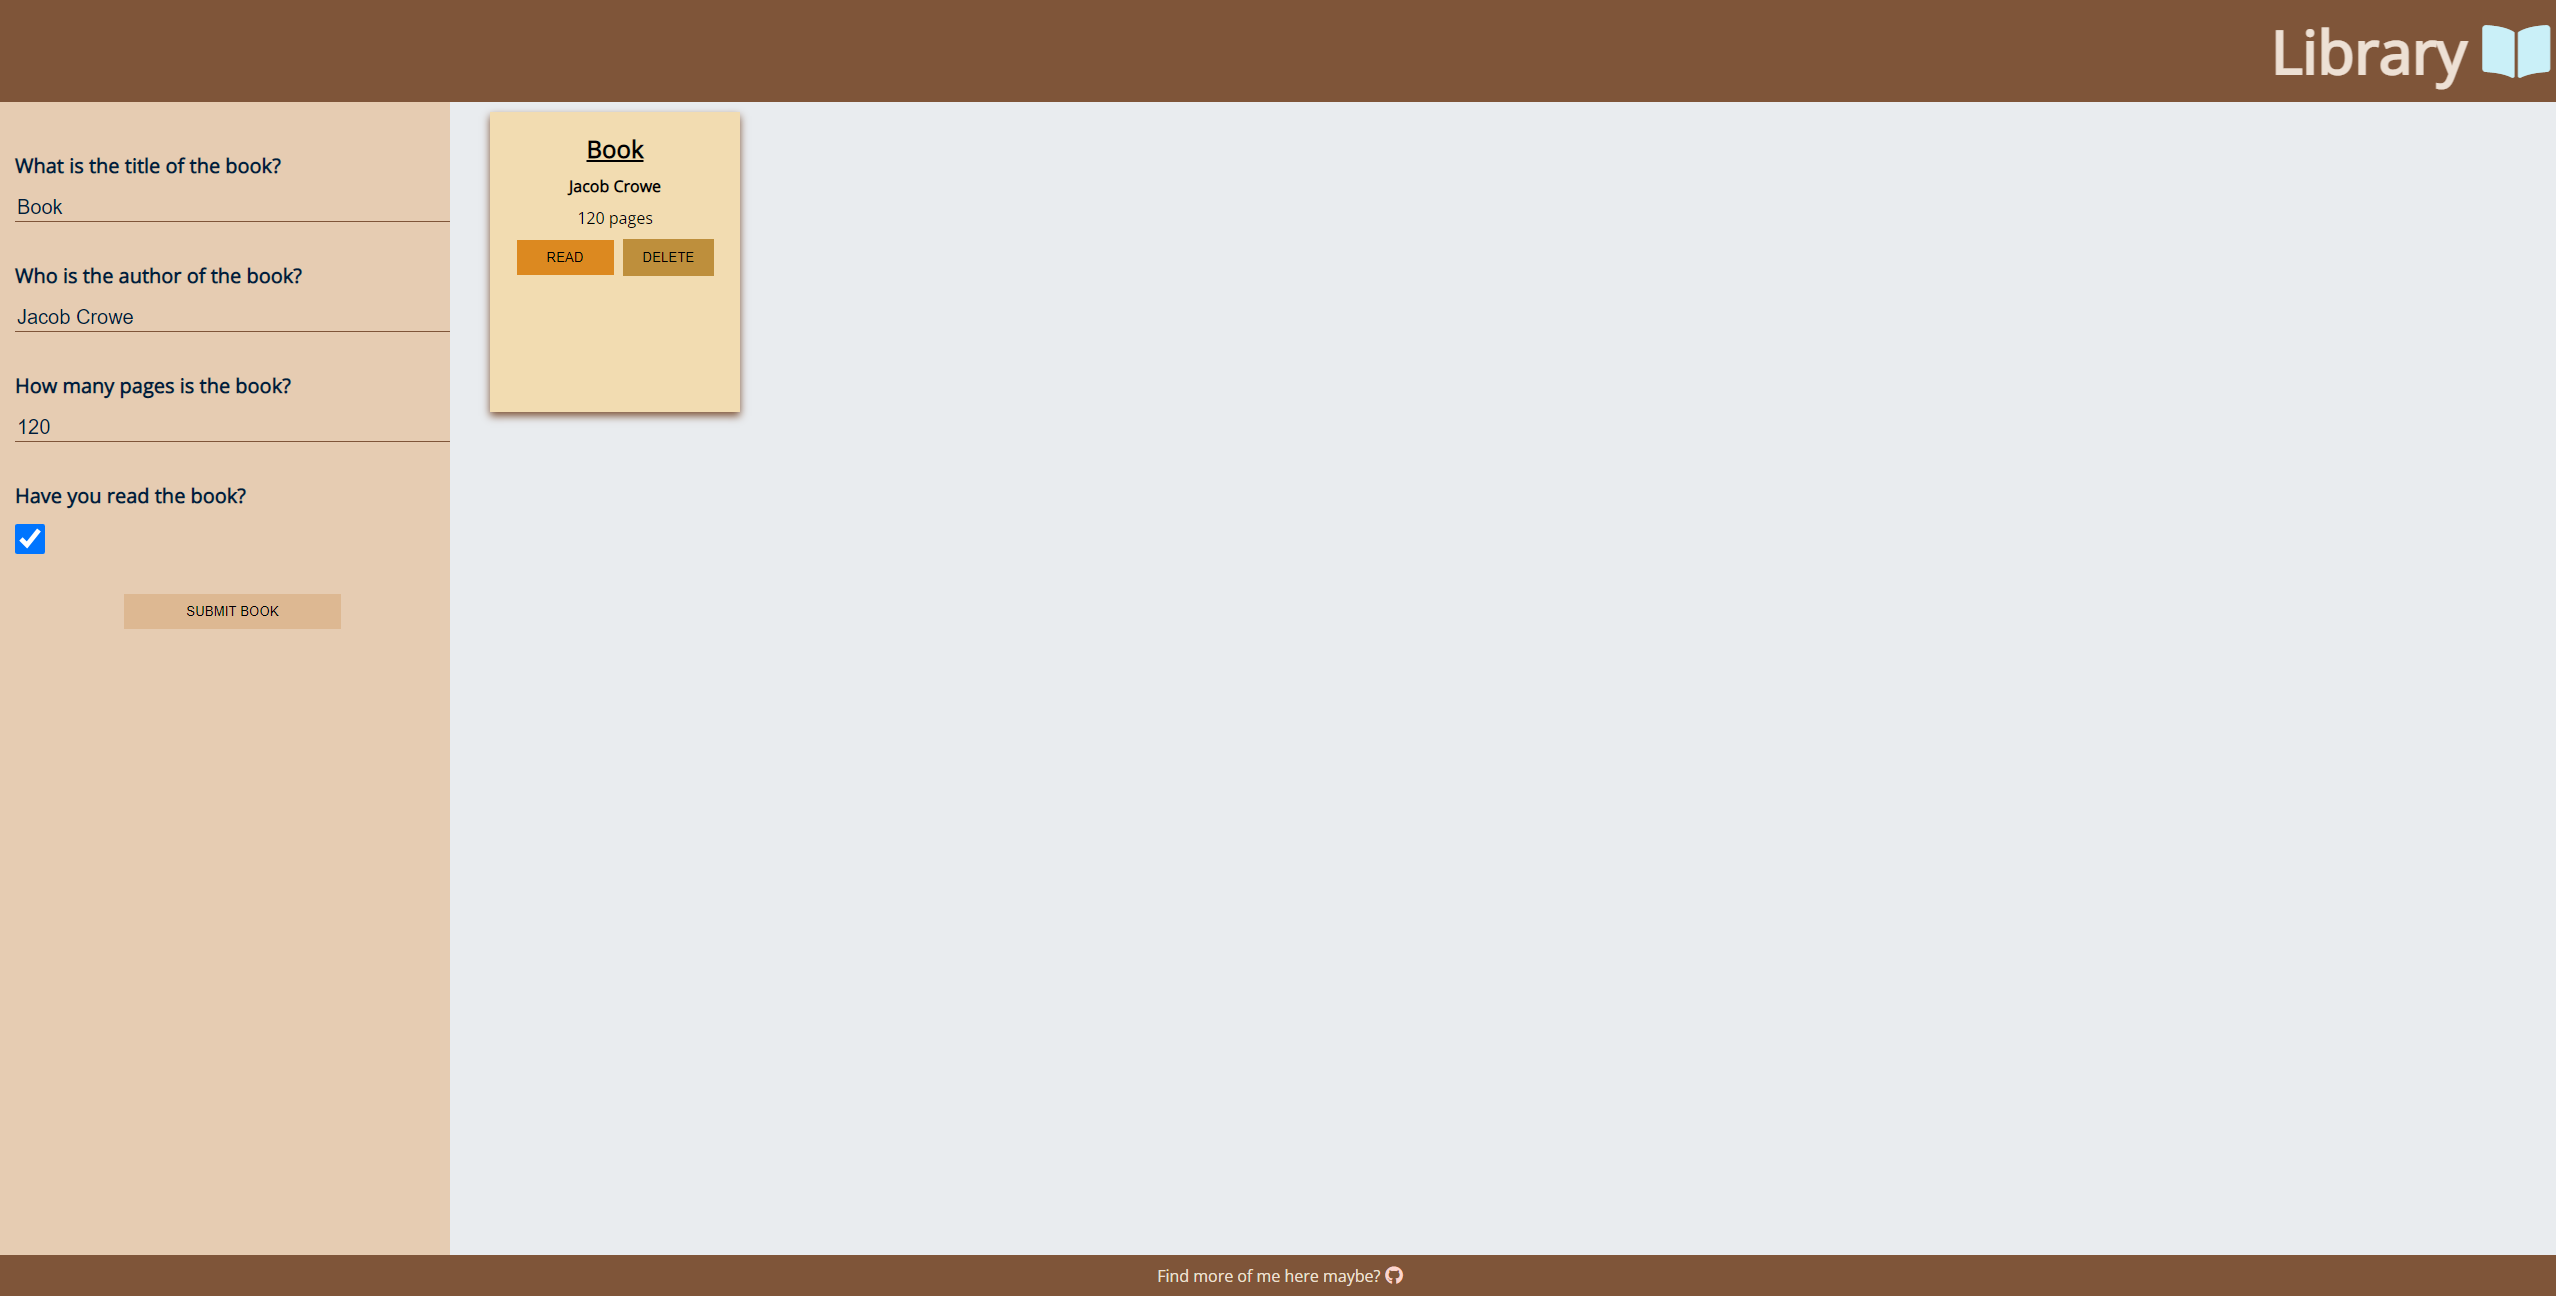 Library
What is the title of the book?
Book
Who is the author of the book?
Jacob Crowe
How many pages is the book?
120
Have you read the book?
SUBMIT BOOK
Book
Jacob Crowe
120 pages
READ DELETE
Find more of me here maybe?